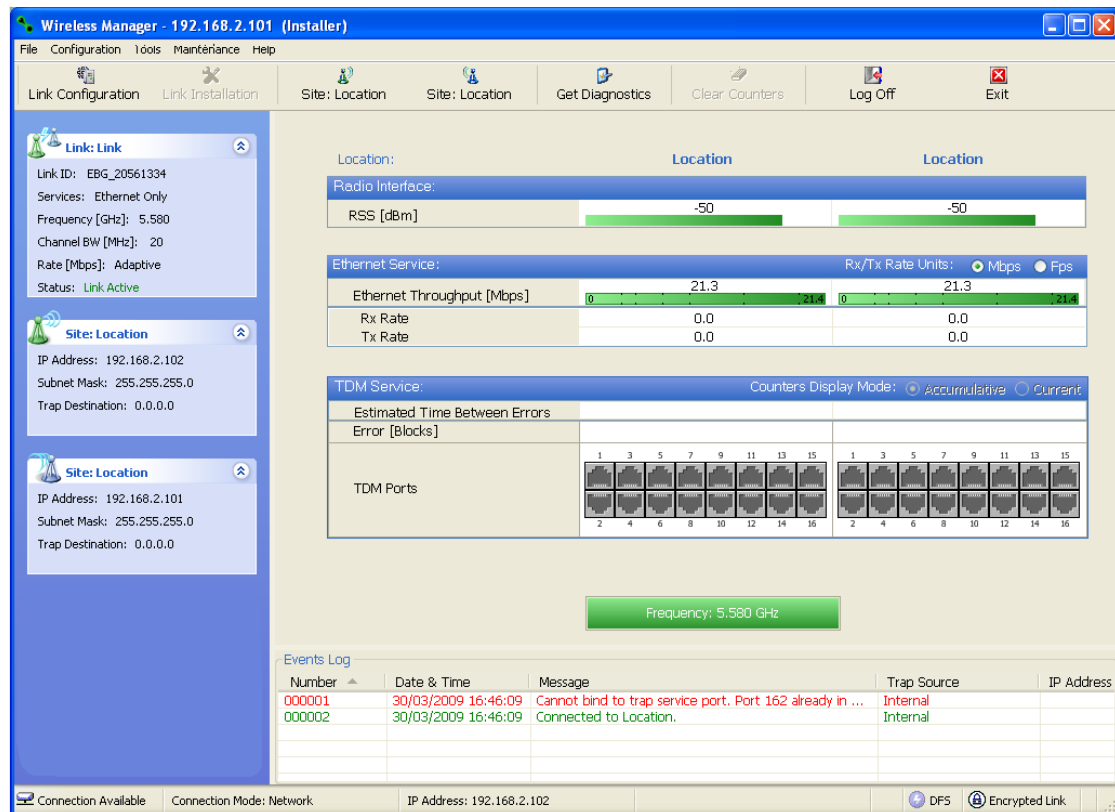 Wireless Manager - 192.168.2.101 (Installer)
File Configuration Tools Maintenance Help
Link Configuration Link Installation Site: Location Site: Location Get Diagnostics Clear Counters Log Off Exit
Link: Link
Link ID: EBG_20561334
Services: Ethernet Only
Frequency [GHz]: 5.580
Channel BW [MHz]: 20
Rate [Mbps]: Adaptive
Status: Link Active
Site: Location
IP Address: 192.168.2.102
Subnet Mask: 255.255.255.0
Trap Destination: 0.0.0.0
Site: Location
IP Address: 192.168.2.101
Subnet Mask: 255.255.255.0
Trap Destination: 0.0.0.0
Location: Location Location
Radio Interface:
RSS [dBm] -50 -50
Ethernet Service: Rx/Tx Rate Units: Mbps Fps
21.3 21.3
Ethernet Throughput [Mbps] 0 21.4 0 21.4
Rx Rate 0.0 0.0
Tx Rate 0.0 0.0
TDM Service: Counters Display Mode: Accumulative Current
Estimated Time Between Errors
Error [Blocks]
1 3 5 7 9 11 13 15 1 3 5 7 9 11 13 15
TDM Ports
2 4 6 8 10 12 14 16 2 4 6 8 10 12 14 16
Frequency: 5.580 GHz
Events Log
Number Date & Time Message Trap Source IP Address
000001 30/03/2009 16:46:09 Cannot bind to trap service port. Port 162 already in ... Internal
000002 30/03/2009 16:46:09 Connected to Location. Internal
Connection Available Connection Mode: Network IP Address: 192.168.2.102 DFS Encrypted Link